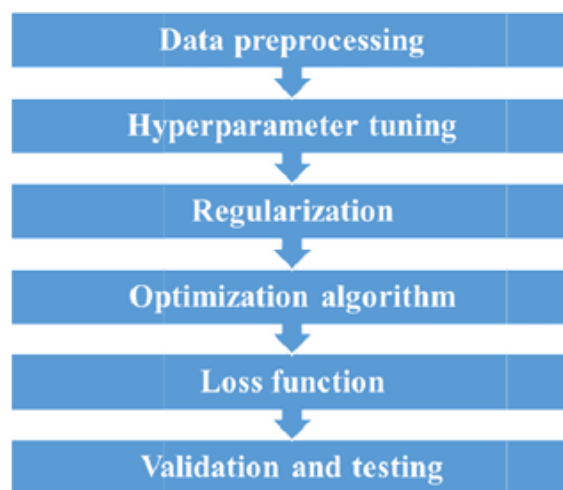 Data preprocessing
Hyperparameter tuning
Regularization
Optimization algorithm
Loss function
Validation and testing